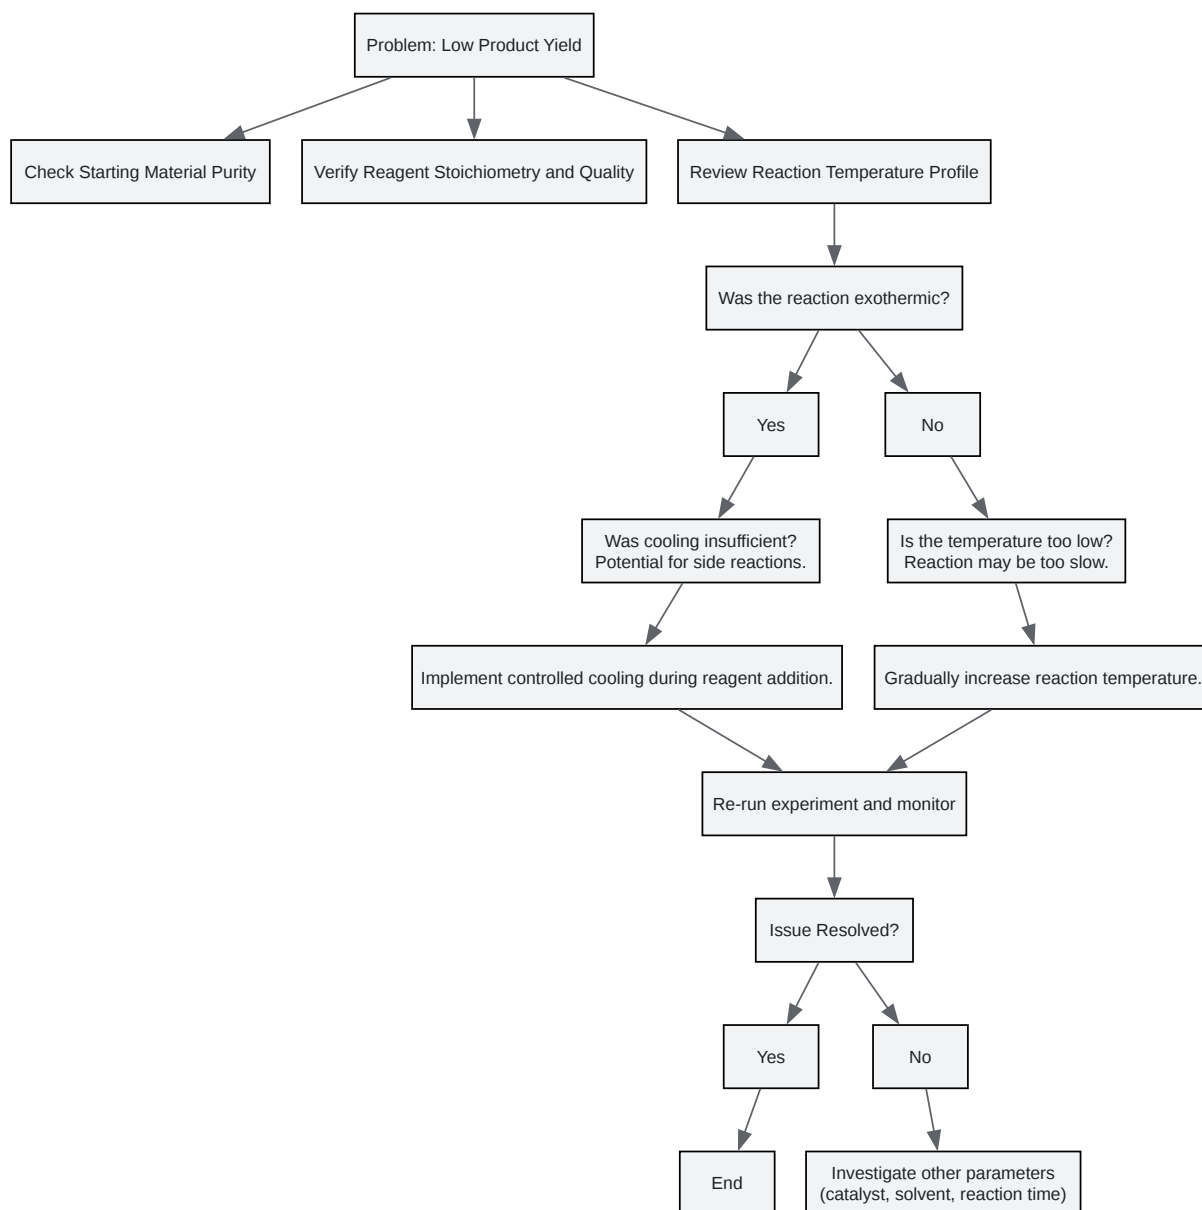 Problem: Low Product Yield
Check Starting Material Purity
Verify Reagent Stoichiometry and Quality
Review Reaction Temperature Profile
Was the reaction exothermic?
Yes
No
Was cooling insufficient?
Potential for side reactions.
Is the temperature too low?
Reaction may be too slow.
Implement controlled cooling during reagent addition.
Gradually increase reaction temperature.
Re-run experiment and monitor
Issue Resolved?
Yes
No
End
Investigate other parameters
(catalyst, solvent, reaction time)